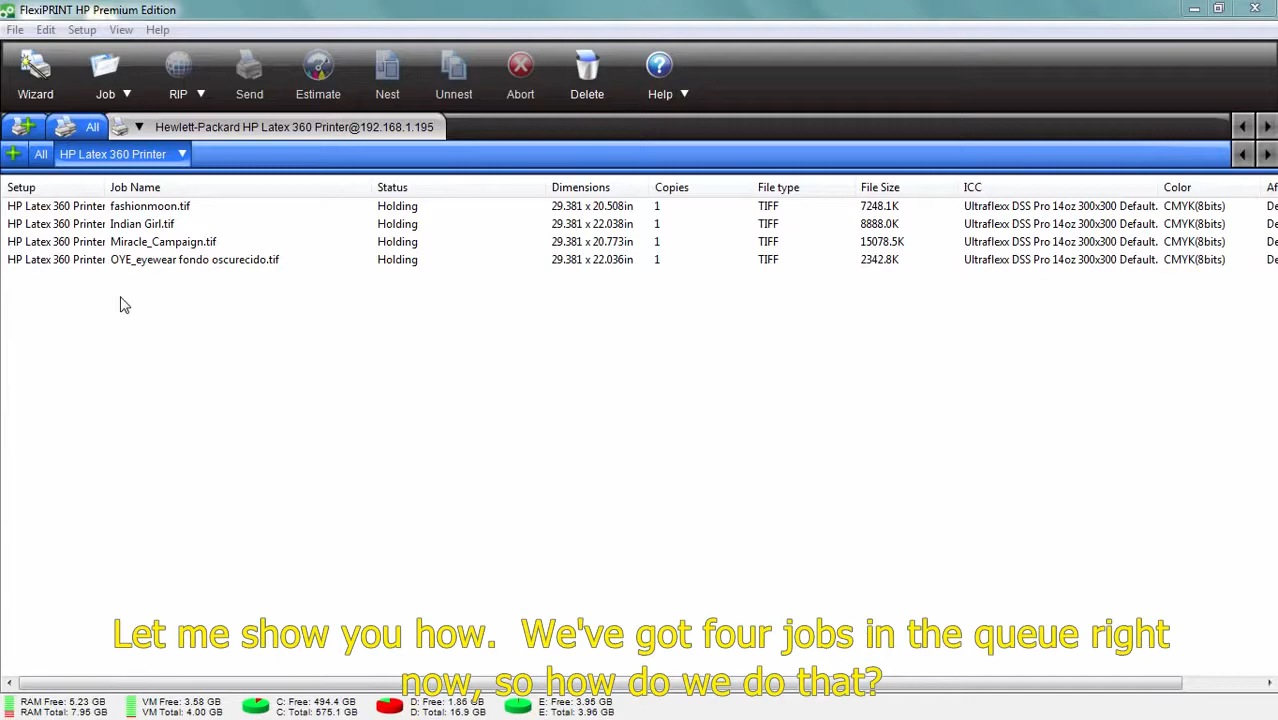 FlexiPRINT HP Premium Edition
File Edit Setup View Help
Wizard Job RIP Send Estimate Nest Unnest Abort Delete Help
All Hewlett-Packard HP Latex 360 Printer@192.168.1.195
All HP Latex 360 Printer
Setup Job Name Status Dimensions Copies File type File Size ICC Color Af
HP Latex 360 Printer fashionmoon.tif Holding 29.381 x 20.508in 1 TIFF 7248.1K Ultraflexx DSS Pro 14oz 300x300 Default. CMYK(8bits) De
HP Latex 360 Printer Indian Girl.tif Holding 29.381 x 22.038in 1 TIFF 8888.0K Ultraflexx DSS Pro 14oz 300x300 Default. CMYK(8bits) De
HP Latex 360 Printer Miracle_Campaign.tif Holding 29.381 x 20.773in 1 TIFF 15078.5K Ultraflexx DSS Pro 14oz 300x300 Default. CMYK(8bits) De
HP Latex 360 Printer OYE_eyewear fondo oscurecido.tif Holding 29.381 x 22.036in 1 TIFF 2342.8K Ultraflexx DSS Pro 14oz 300x300 Default. CMYK(8bits) De
Let me show you how. We've got four jobs in the queue right
now, so how do we do that?
RAM Free: 5.23 GB VM Free: 3.58 GB C: Free: 494.4 GB D: Free: 1.86 GB E: Free: 3.95 GB
RAM Total: 7.95 GB VM Total: 4.00 GB C: Total: 575.1 GB D: Total: 16.9 GB E: Total: 3.96 GB